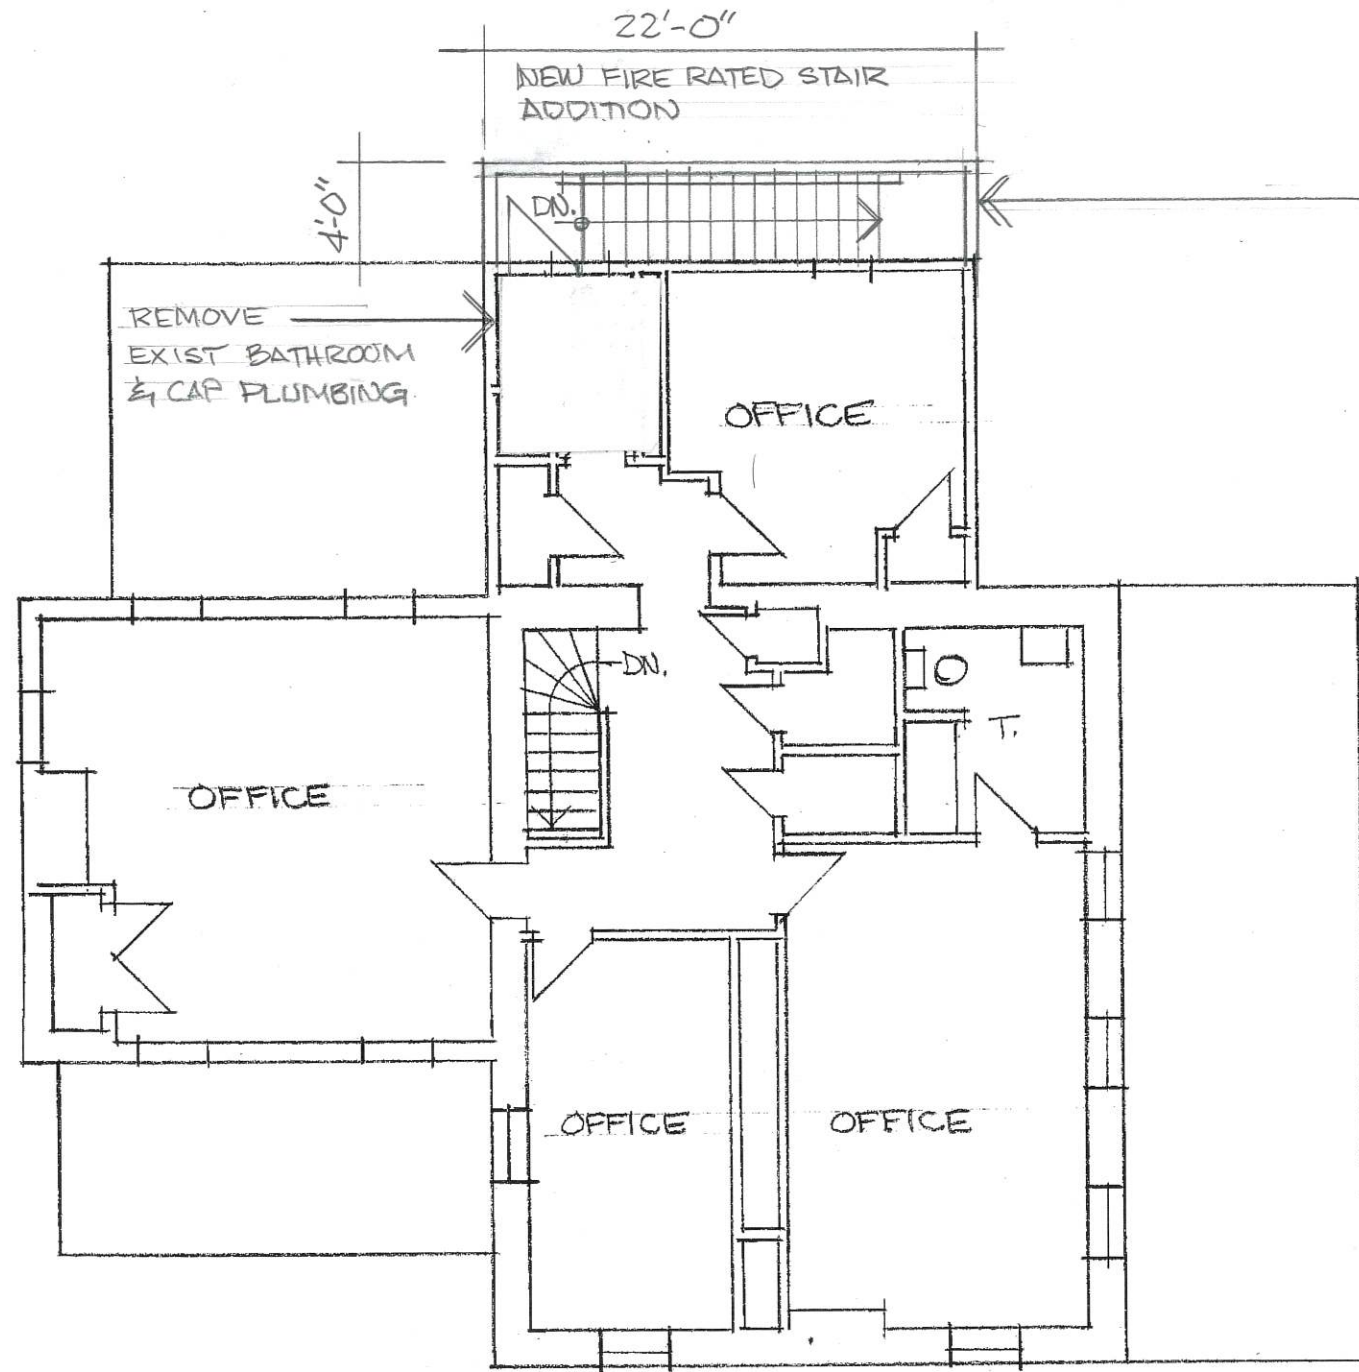 22'-0"
NEW FIRE RATED STAIR
ADDITION
4'-0"
DN.
REMOVE
EXIST BATHROOM
& CAP PLUMBING
OFFICE
DN.
T.
OFFICE
OFFICE
OFFICE